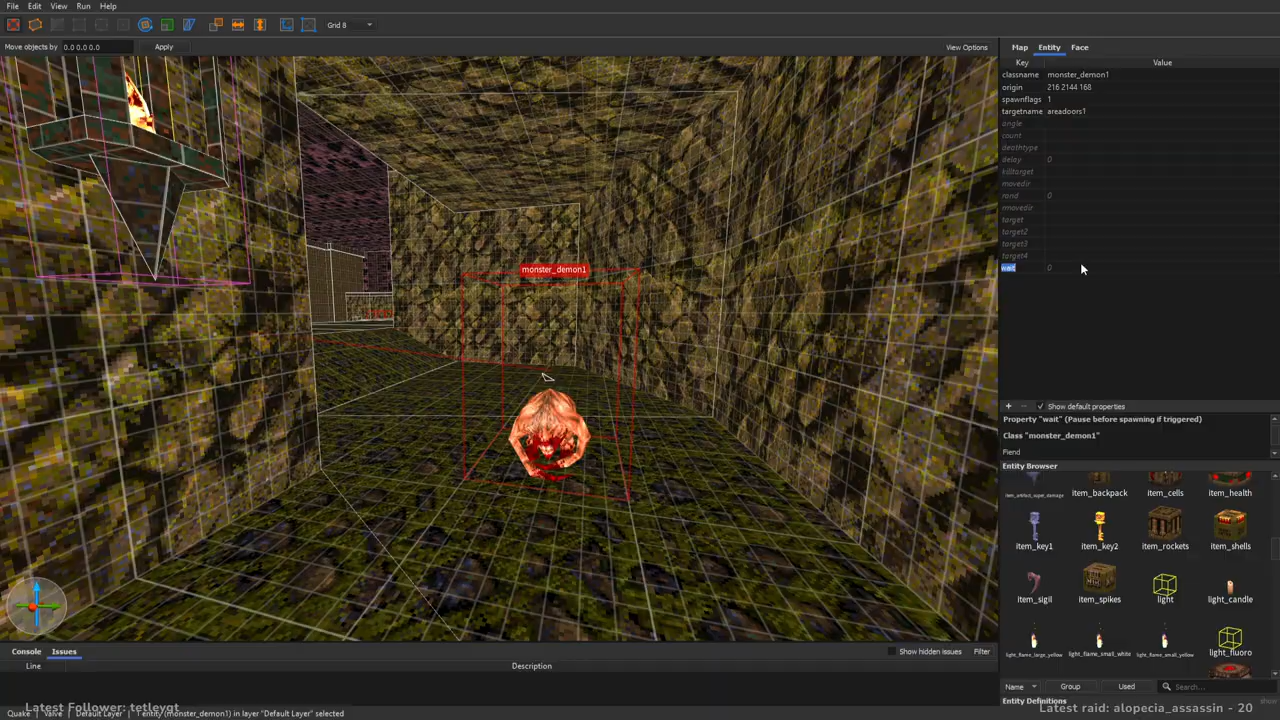 File Edit View Run Help
Grid 8
Move objects by 0.0 0.0 0.0 Apply View Options
Map Entity Face
Key Value
classname monster_demon1
origin 216 2144 168
spawnflags 1
targetname areadoors1
angle
count
deathtype
delay 0
killtarget
movedir
rand 0
rmovedir
target
target2
target3
target4
wait 0
monster_demon1
+ − Show default properties
Property "wait" (Pause before spawning if triggered)
Class "monster_demon1"
Fiend
Entity Browser
item_artifact_super_damage item_backpack item_cells item_health
item_key1 item_key2 item_rockets item_shells
item_sigil item_spikes light light_candle
light_flame_large_yellow light_flame_small_white light_flame_small_yellow light_fluoro
Name Group Used Search...
Entity Definitions
Console Issues Show hidden issues Filter
Line Description
Latest Follower: tetleygt
Latest raid: alopecia_assassin - 20
Quake Valve Default Layer 1 entity (monster_demon1) in layer "Default Layer" selected